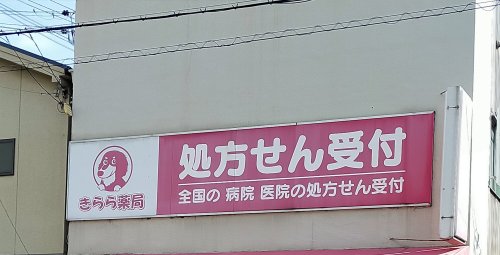 処方せん受付
全国の 病院 医院の処方せん受付
きらら薬局